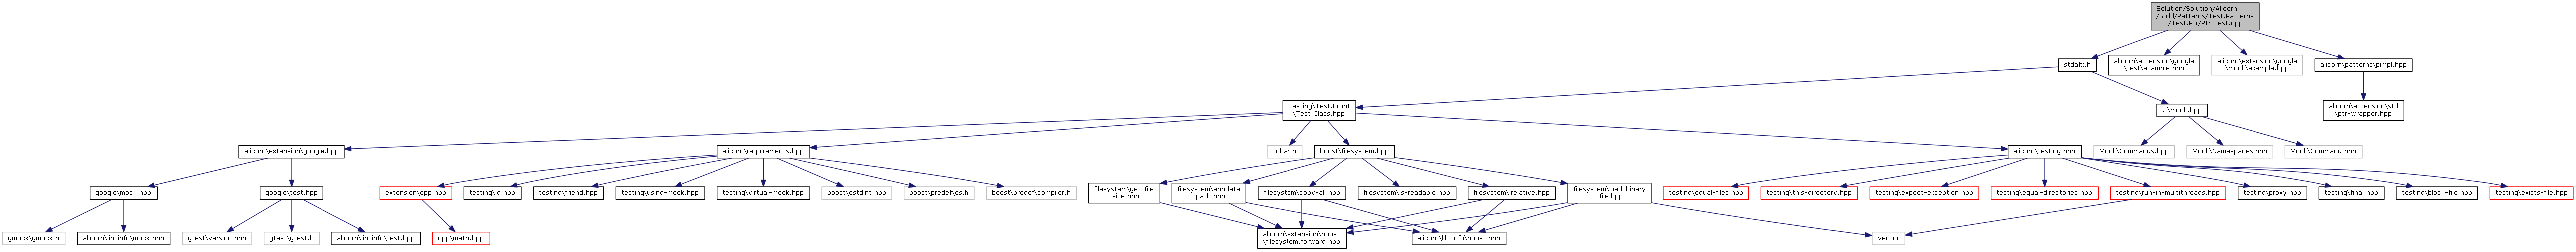 Solution/Solution/Alicorn
/Build/Patterns/Test.Patterns
/Test.Ptr/Ptr_test.cpp
stdafx.h
alicorn\extension\google
\test\example.hpp
alicorn\extension\google
\mock\example.hpp
alicorn\patterns\pimpl.hpp
Testing\Test.Front
\Test.Class.hpp
..\mock.hpp
alicorn\extension\std
\ptr-wrapper.hpp
alicorn\extension\google.hpp
alicorn\requirements.hpp
tchar.h
boost\filesystem.hpp
alicorn\testing.hpp
Mock\Commands.hpp
Mock\Namespaces.hpp
Mock\Command.hpp
google\mock.hpp
google\test.hpp
extension\cpp.hpp
testing\id.hpp
testing\friend.hpp
testing\using-mock.hpp
testing\virtual-mock.hpp
boost\cstdint.hpp
boost\predef\os.h
boost\predef\compiler.h
filesystem\get-file
-size.hpp
filesystem\appdata
-path.hpp
filesystem\copy-all.hpp
filesystem\is-readable.hpp
filesystem\irelative.hpp
filesystem\load-binary
-file.hpp
testing\equal-files.hpp
testing\this-directory.hpp
testing\expect-exception.hpp
testing\equal-directories.hpp
testing\run-in-multithreads.hpp
testing\proxy.hpp
testing\final.hpp
testing\block-file.hpp
testing\exists-file.hpp
gmock\gmock.h
alicorn\lib-info\mock.hpp
gtest\version.hpp
gtest\gtest.h
alicorn\lib-info\test.hpp
cpp\math.hpp
alicorn\extension\boost
\filesystem.forward.hpp
alicorn\lib-info\boost.hpp
vector